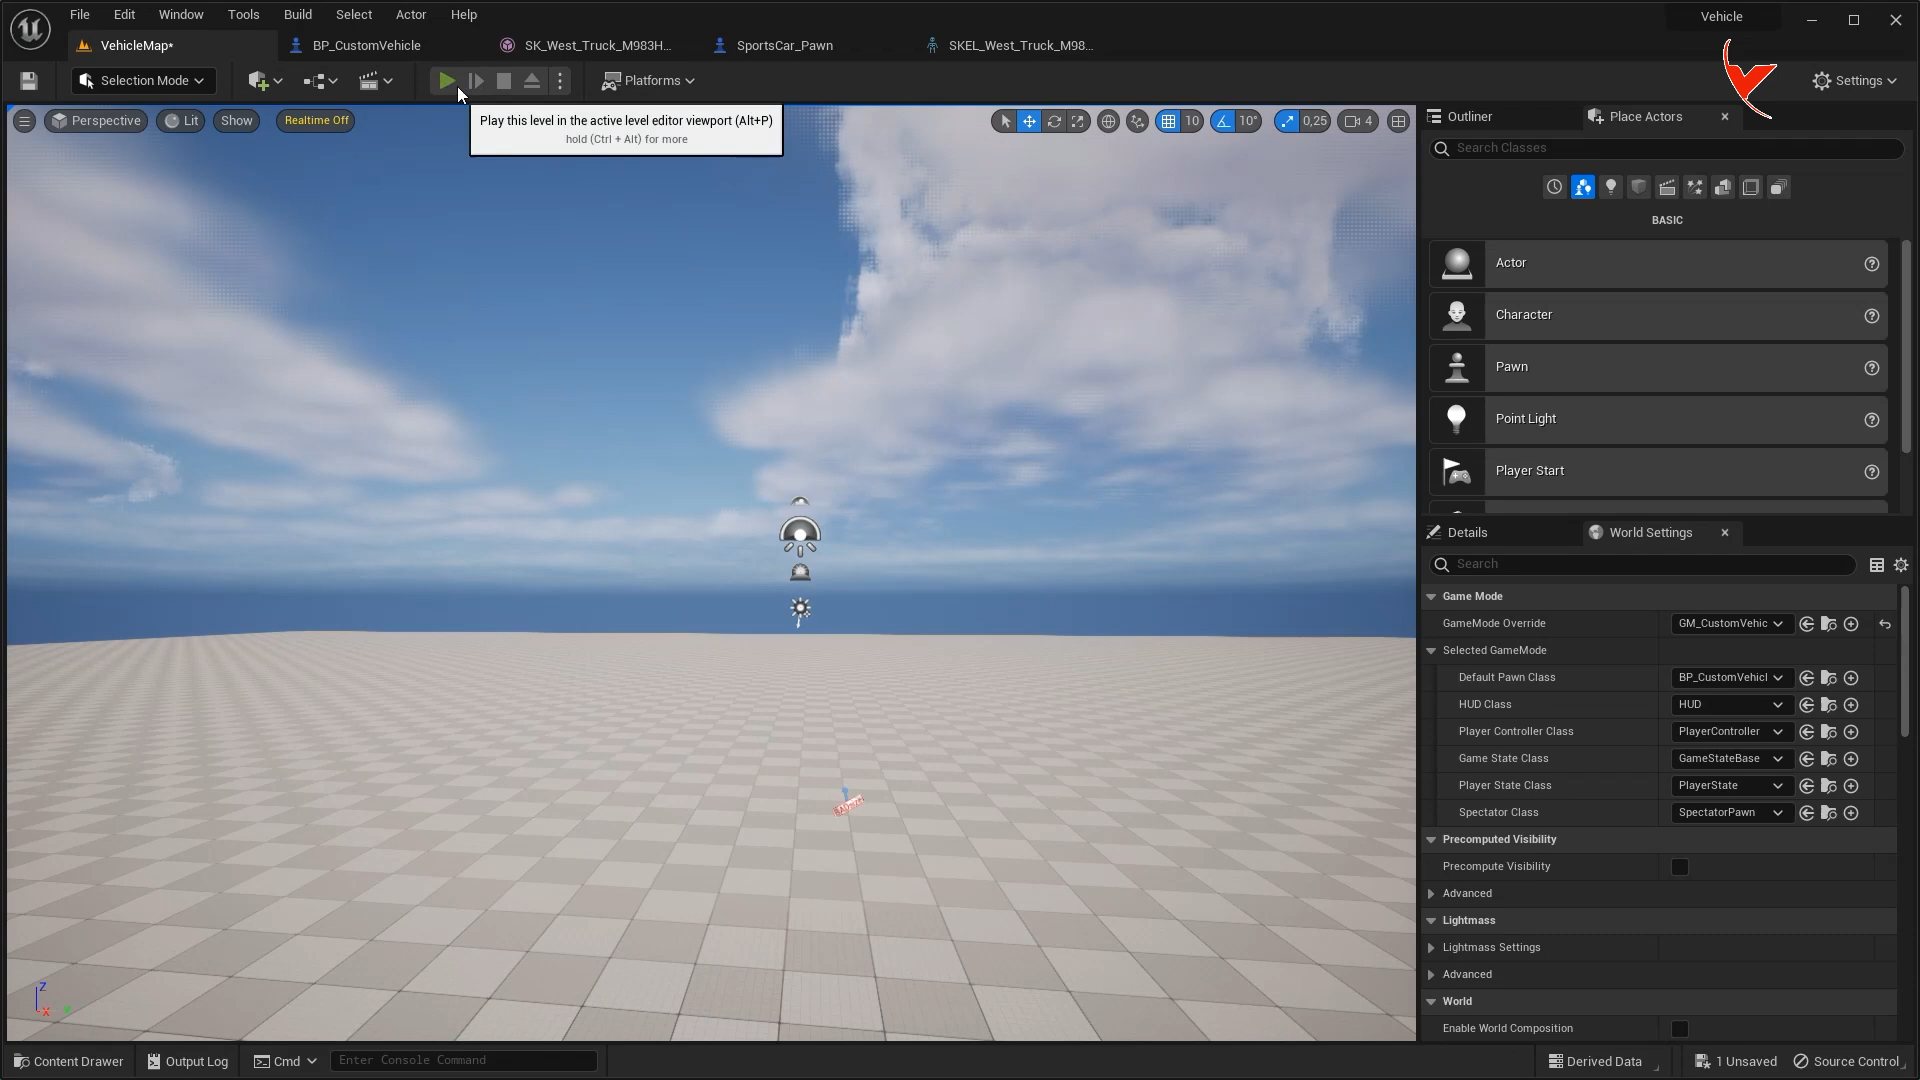 File Edit Window Tools Build Select Actor Help
Vehicle
VehicleMap* BP_CustomVehicle SK_West_Truck_M983H... SportsCar_Pawn SKEL_West_Truck_M98...
Selection Mode Platforms Settings
Perspective Lit Show Realtime Off 10 10° 0,25 4
Play this level in the active level editor viewport (Alt+P)
hold (Ctrl + Alt) for more
Outliner Place Actors
Search Classes
BASIC
Actor
Character
Pawn
Point Light
Player Start
Details World Settings
Search
Game Mode
GameMode Override GM_CustomVehic
Selected GameMode
Default Pawn Class BP_CustomVehicl
HUD Class HUD
Player Controller Class PlayerController
Game State Class GameStateBase
Player State Class PlayerState
Spectator Class SpectatorPawn
Precomputed Visibility
Precompute Visibility
Advanced
Lightmass
Lightmass Settings
Advanced
World
Enable World Composition
Z
X Y
Content Drawer Output Log Cmd Enter Console Command Derived Data 1 Unsaved Source Control